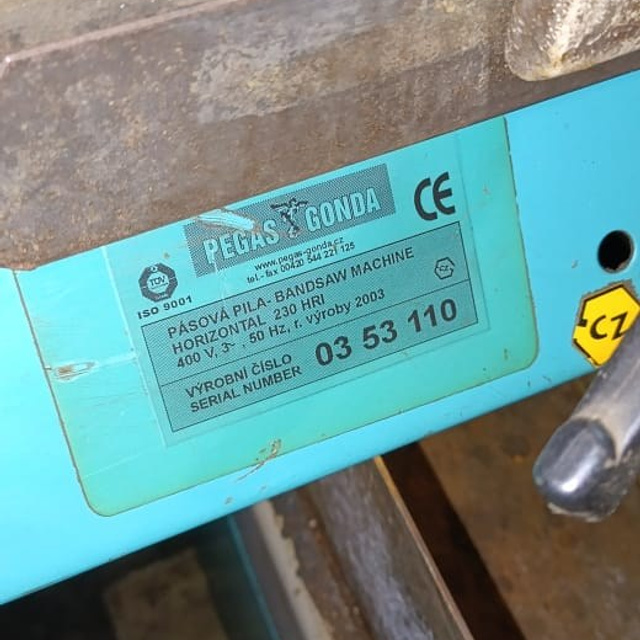 PEGAS GONDA
www.pegas-gonda.cz
tel.-fax 00420 544 221 125
CE
TÜV
ISO 9001
PÁSOVÁ PILA- BANDSAW MACHINE
HORIZONTAL 230 HRI
400 V, 3~ , 50 Hz, r. výroby 2003
CZ
VÝROBNÍ ČÍSLO
SERIAL NUMBER
03 53 110
CZ